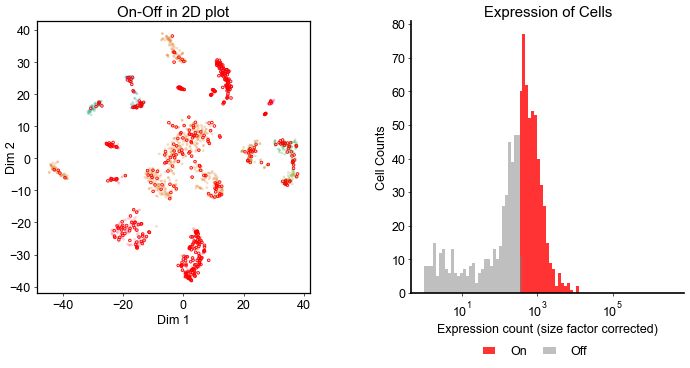 On-Off in 2D plot
40
30
20
10
0
−10
−20
−30
−40
Dim 2
−40 −20 0 20 40
Dim 1
Expression of Cells
80
70
60
50
40
30
20
10
0
Cell Counts
10^1 10^3 10^5
Expression count (size factor corrected)
On Off